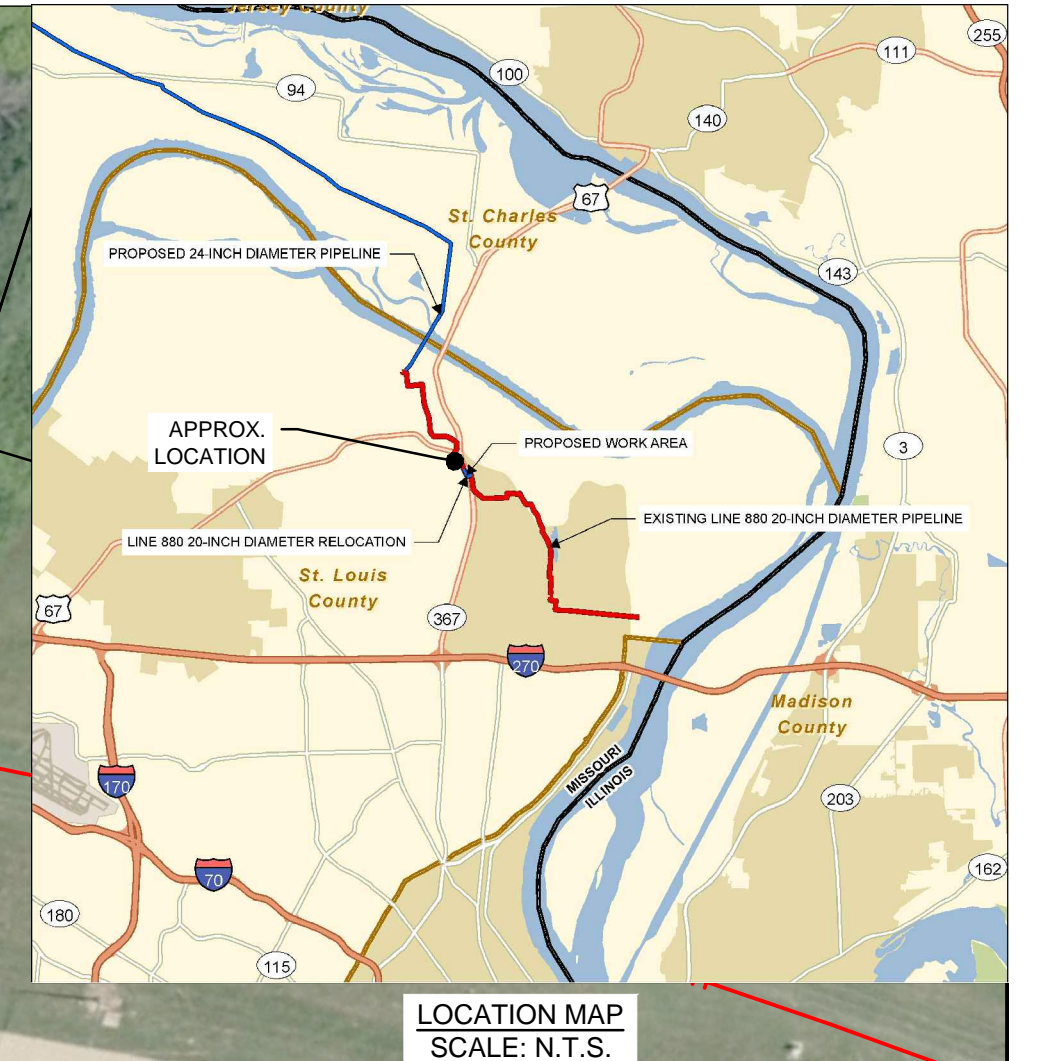 Jersey County
255
111
100
94
140
67
St. Charles
County
PROPOSED 24-INCH DIAMETER PIPELINE
143
APPROX.
LOCATION
PROPOSED WORK AREA
3
EXISTING LINE 880 20-INCH DIAMETER PIPELINE
LINE 880 20-INCH DIAMETER RELOCATION
St. Louis
County
67
367
270
Madison
County
MISSOURI
ILLINOIS
170
203
70
162
180
115
LOCATION MAP
SCALE: N.T.S.